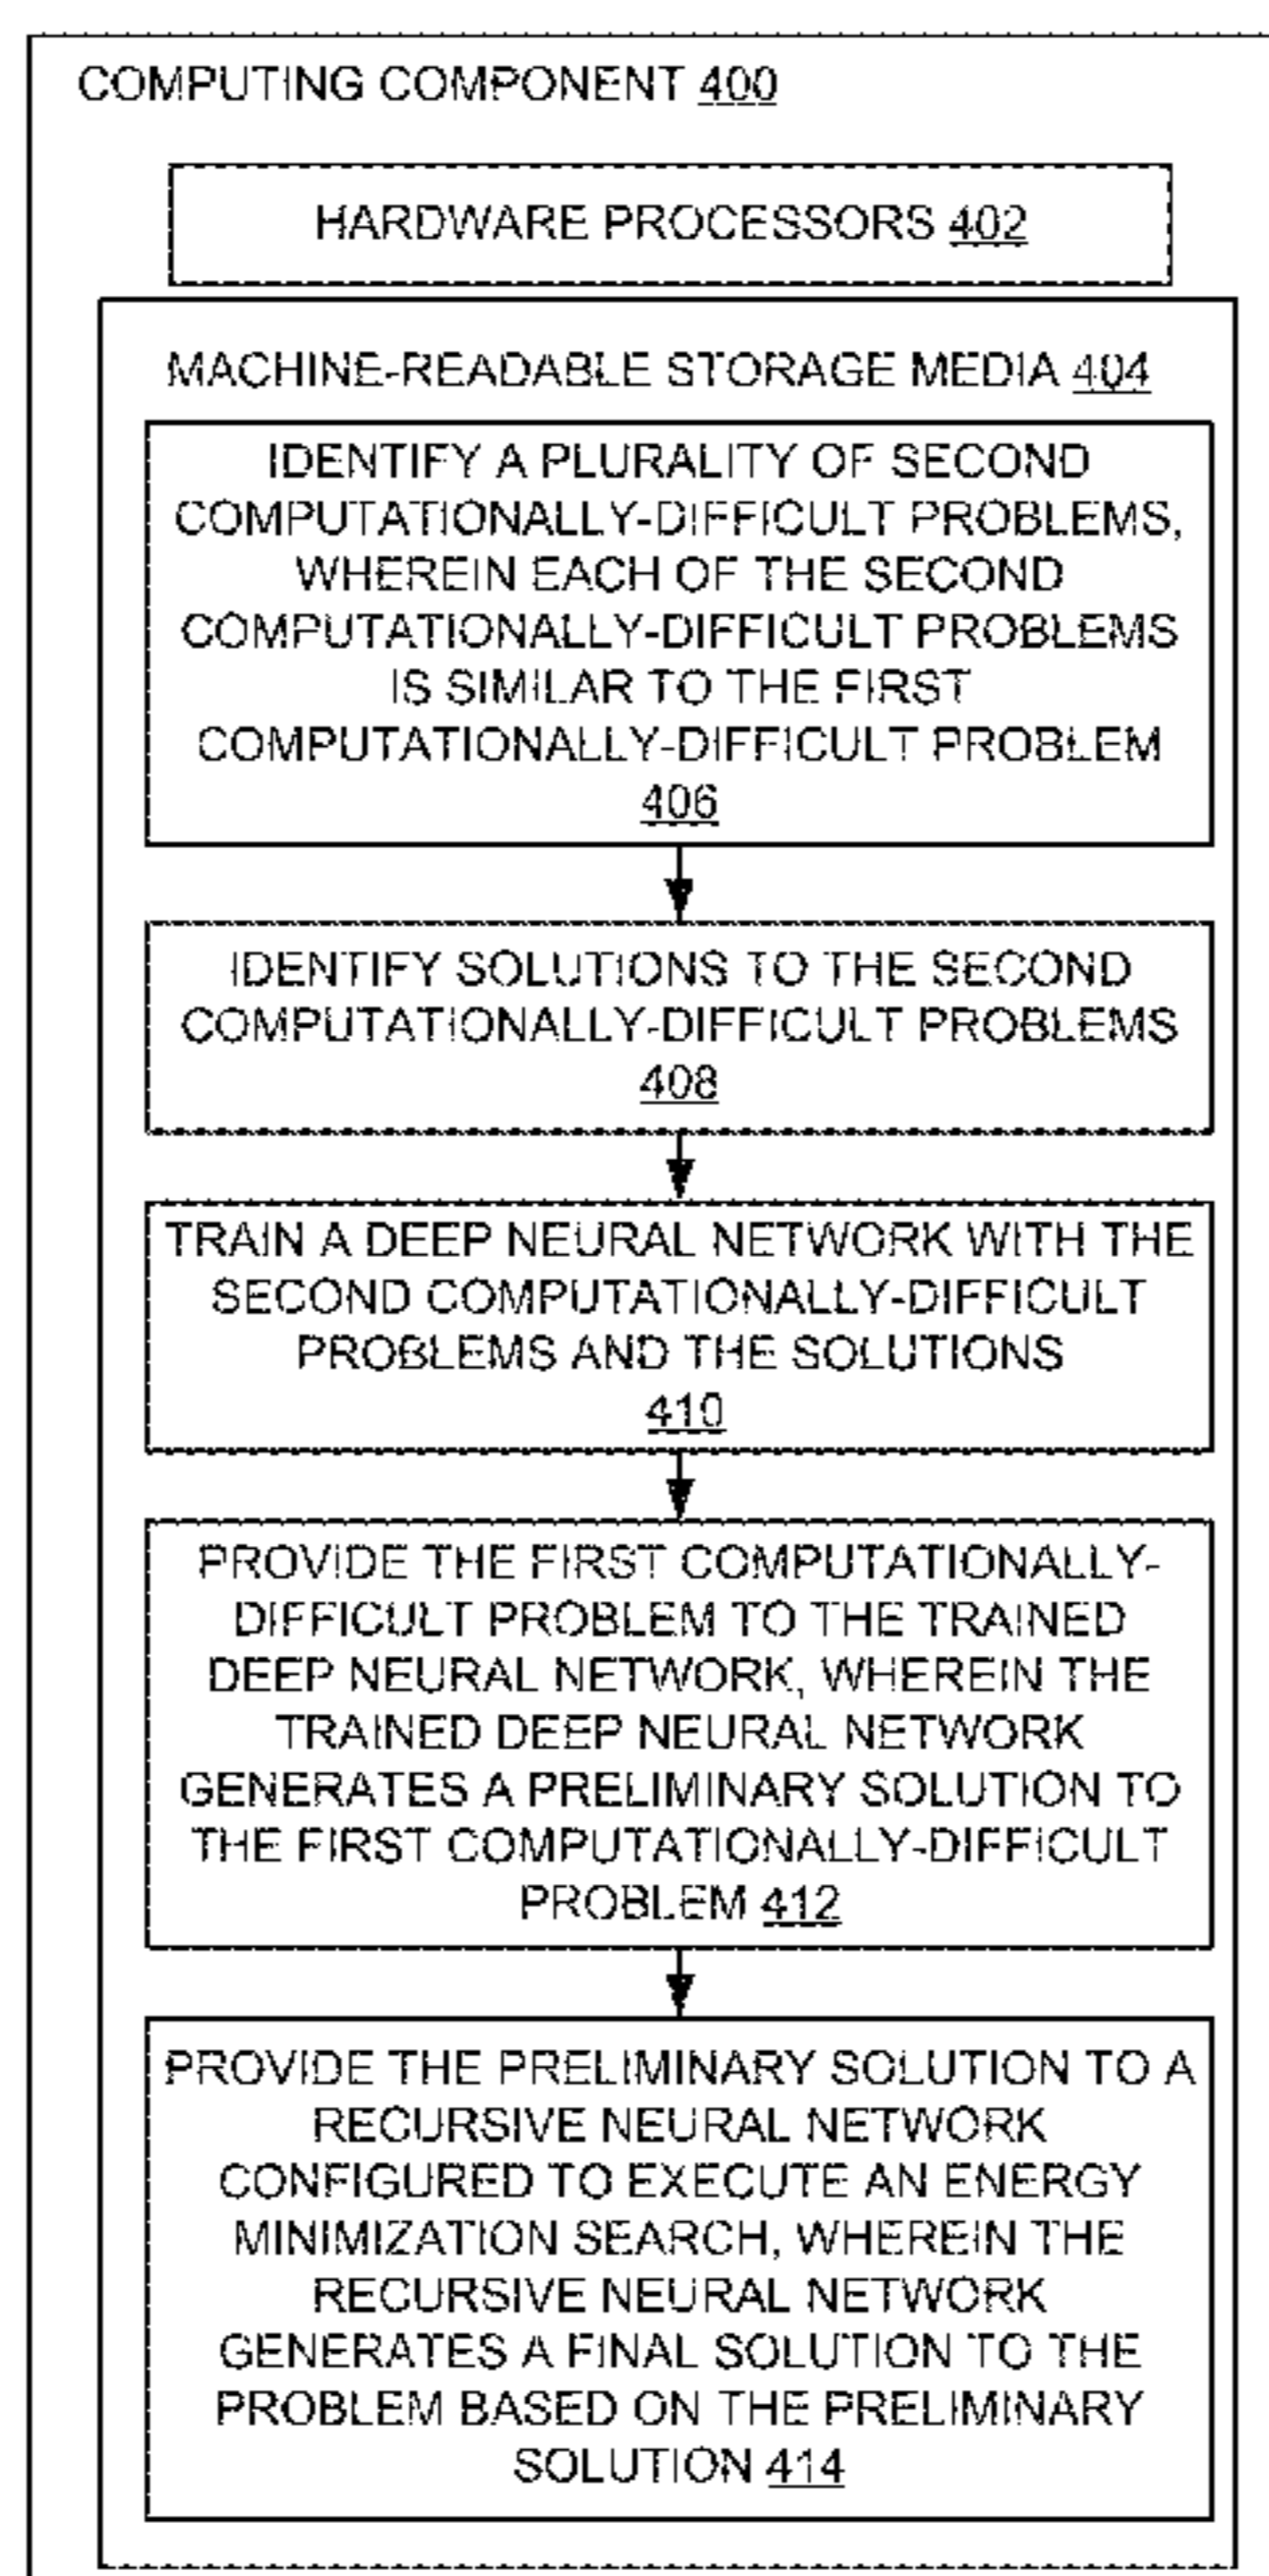 COMPUTING COMPONENT 400
HARDWARE PROCESSORS 402
MACHINE-READABLE STORAGE MEDIA 404
IDENTIFY A PLURALITY OF SECOND
COMPUTATIONALLY-DIFFICULT PROBLEMS,
WHEREIN EACH OF THE SECOND
COMPUTATIONALLY-DIFFICULT PROBLEMS
IS SIMILAR TO THE FIRST
COMPUTATIONALLY-DIFFICULT PROBLEM
406
IDENTIFY SOLUTIONS TO THE SECOND
COMPUTATIONALLY-DIFFICULT PROBLEMS
408
TRAIN A DEEP NEURAL NETWORK WITH THE
SECOND COMPUTATIONALLY-DIFFICULT
PROBLEMS AND THE SOLUTIONS
410
PROVIDE THE FIRST COMPUTATIONALLY-
DIFFICULT PROBLEM TO THE TRAINED
DEEP NEURAL NETWORK, WHEREIN THE
TRAINED DEEP NEURAL NETWORK
GENERATES A PRELIMINARY SOLUTION TO
THE FIRST COMPUTATIONALLY-DIFFICULT
PROBLEM 412
PROVIDE THE PRELIMINARY SOLUTION TO A
RECURSIVE NEURAL NETWORK
CONFIGURED TO EXECUTE AN ENERGY
MINIMIZATION SEARCH, WHEREIN THE
RECURSIVE NEURAL NETWORK
GENERATES A FINAL SOLUTION TO THE
PROBLEM BASED ON THE PRELIMINARY
SOLUTION 414